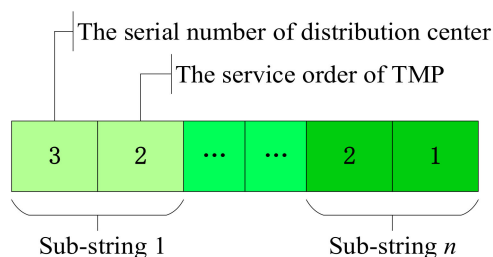 The serial number of distribution center
The service order of TMP
3 2 ... ... 2 1
Sub-string 1 Sub-string n